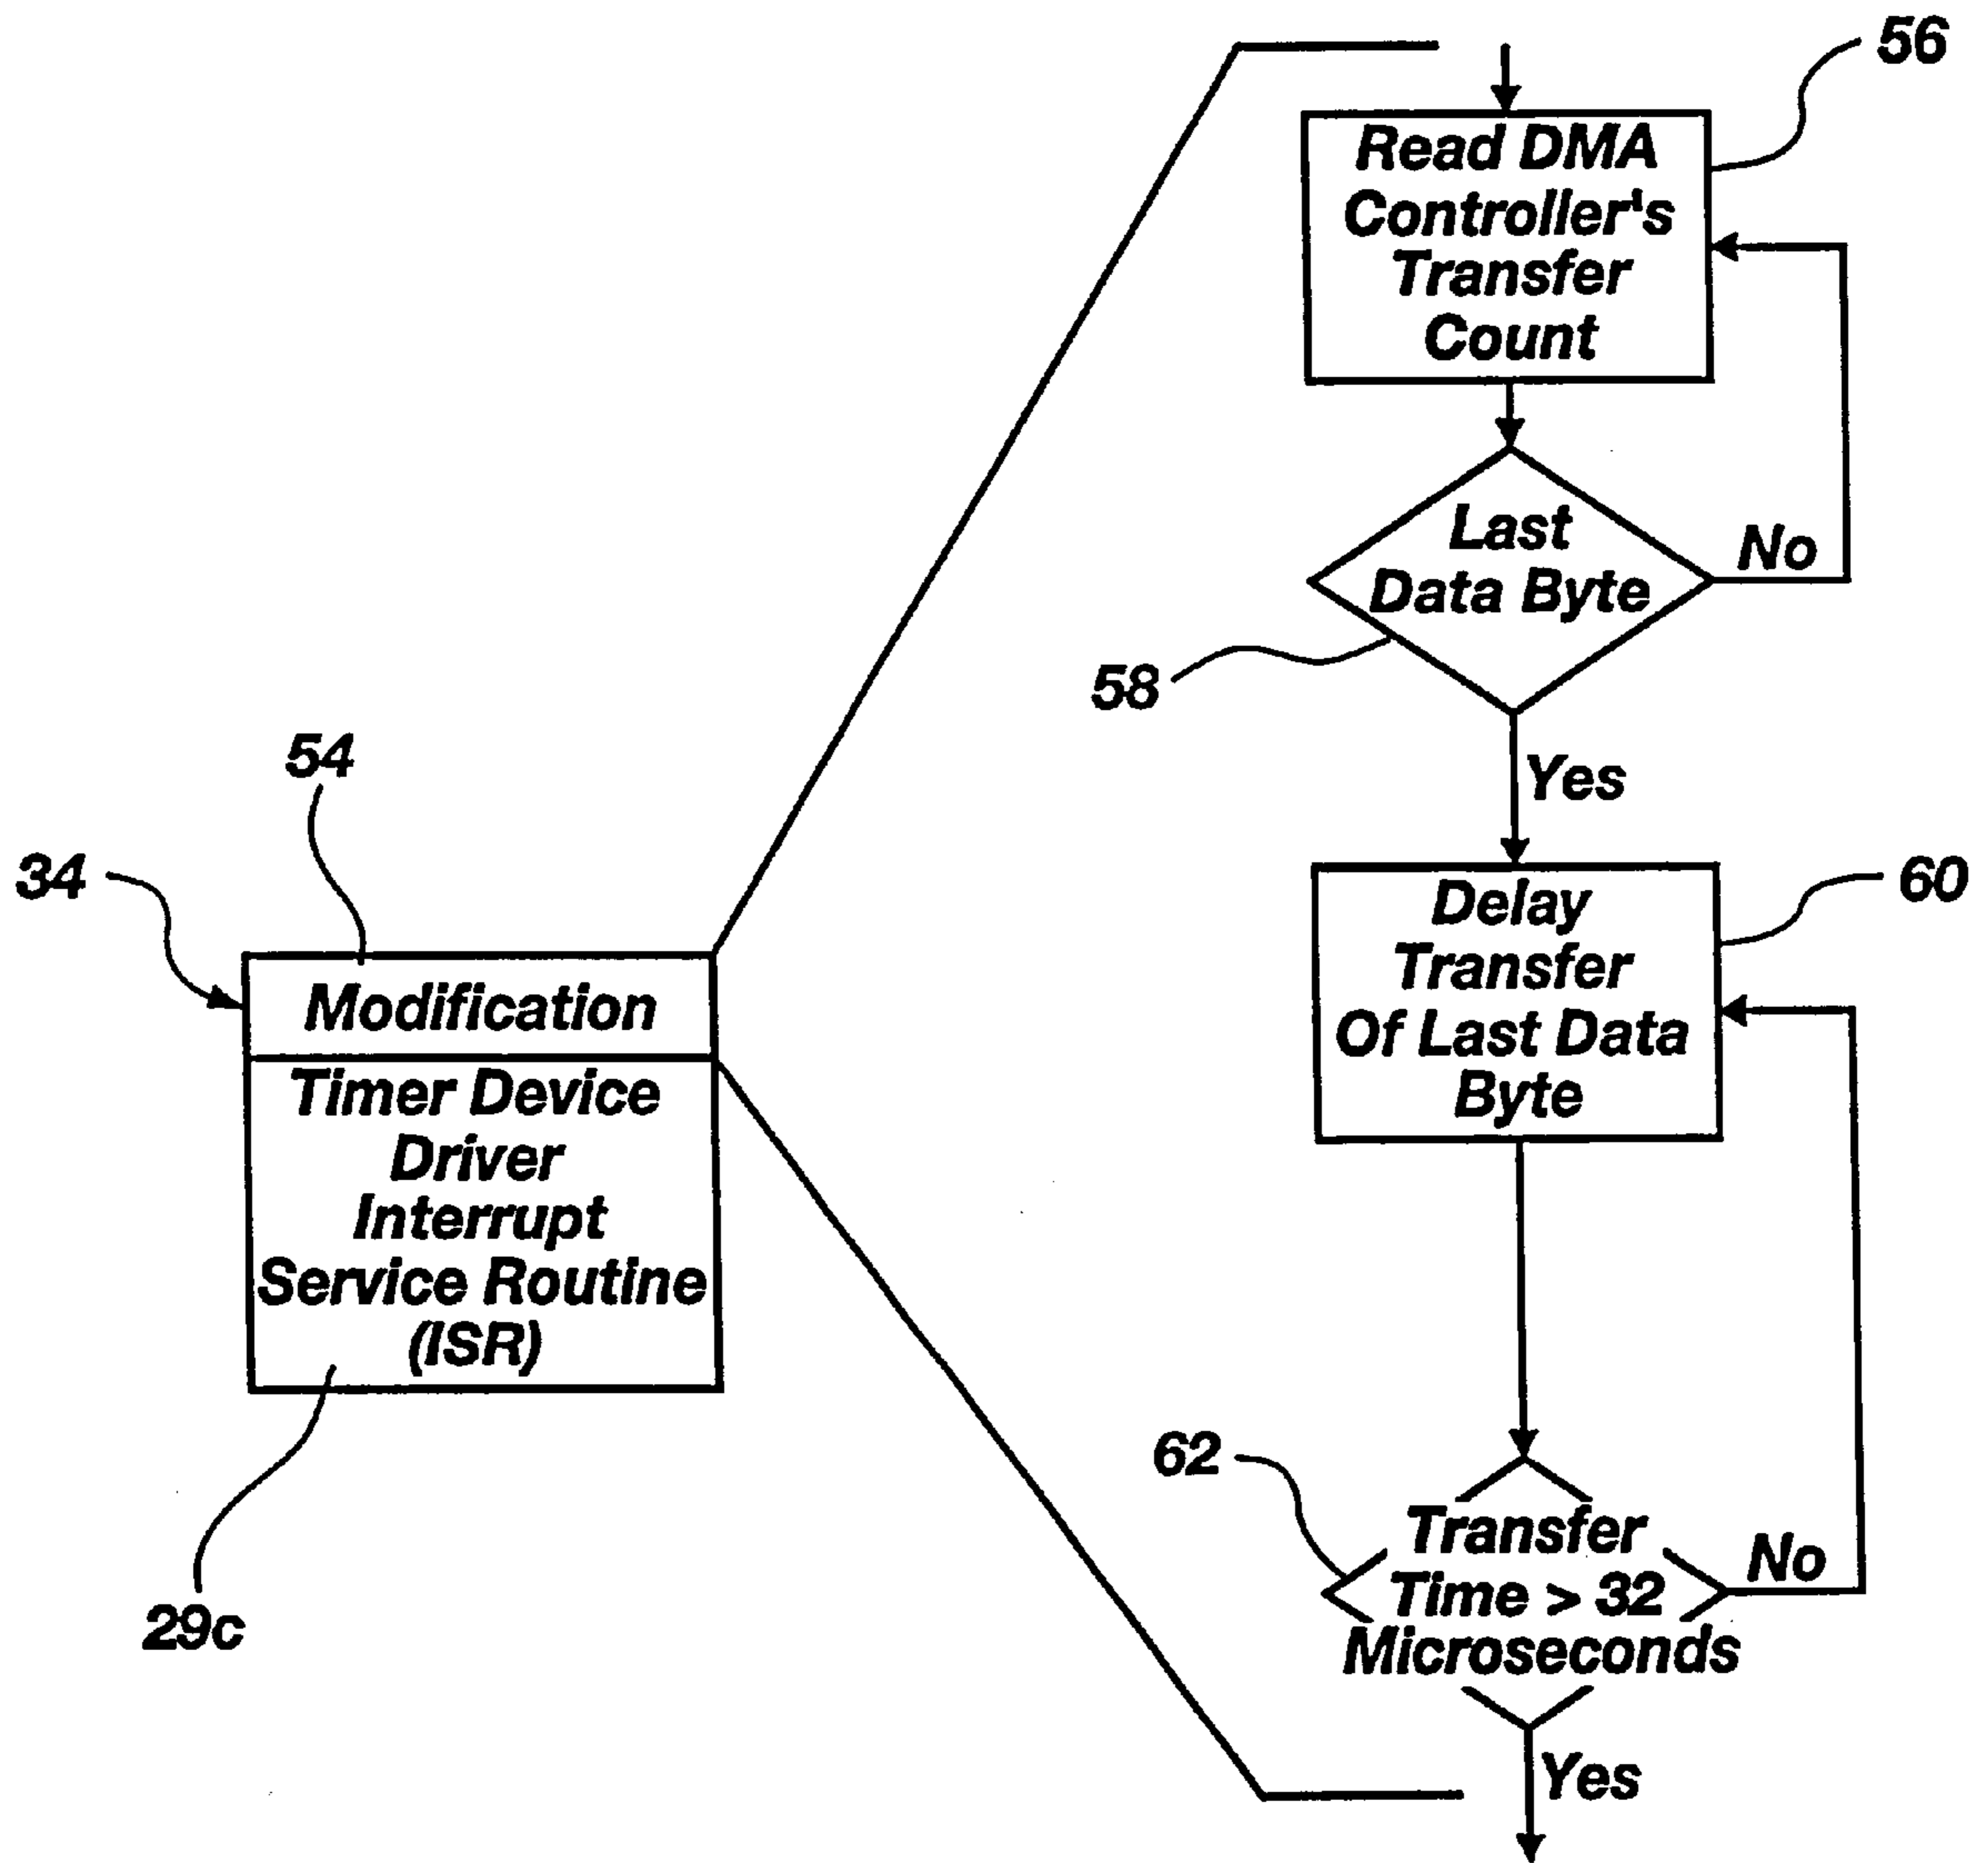 56
Read DMA
Controller's
Transfer
Count
Last
Data Byte
No
58
Yes
54
34
Modification
Timer Device
Driver
Interrupt
Service Routine
(ISR)
29c
Delay
Transfer
Of Last Data
Byte
60
62
Transfer
Time > 32
Microseconds
No
Yes